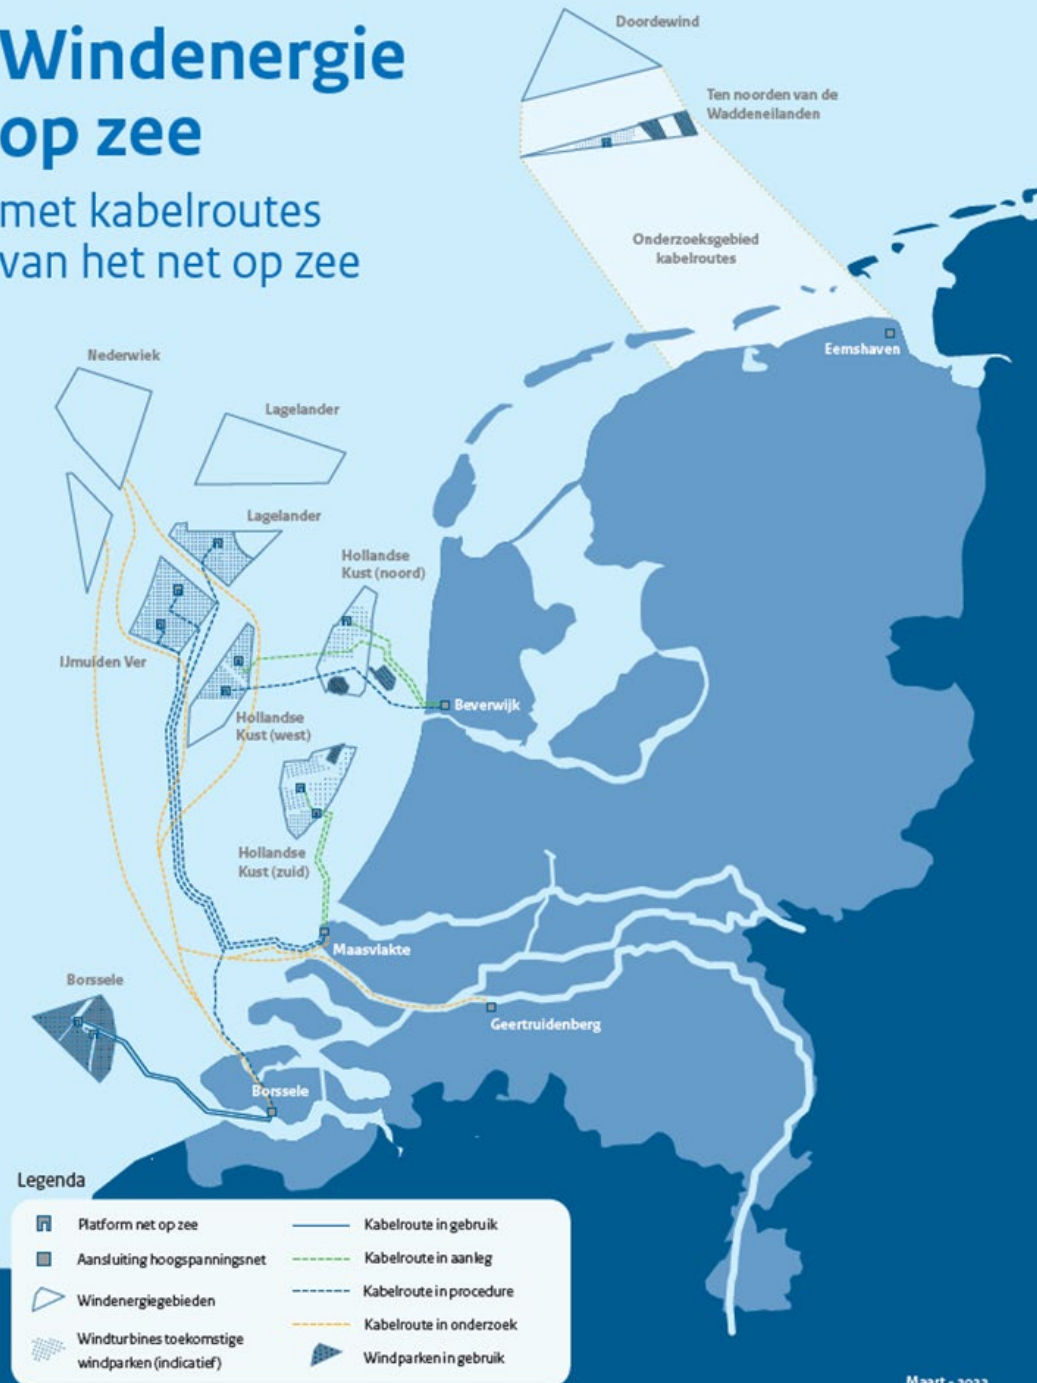 Windenergie
op zee
met kabelroutes
van het net op zee
Doordewind
Ten noorden van de
Waddeneilanden
Onderzoeksgebied
kabelroutes
Eemshaven
Nederwiek
Lagelander
Lagelander
Hollandse
Kust (noord)
IJmuiden Ver
Beverwijk
Hollandse
Kust (west)
Hollandse
Kust (zuid)
Maasvlakte
Borssele
Geertruidenberg
Borssele
Legenda
Platform net op zee
Aansluiting hoogspanningsnet
Windenergiegebieden
Windturbines toekomstige
windparken (indicatief)
Kabelroute in gebruik
Kabelroute in aanleg
Kabelroute in procedure
Kabelroute in onderzoek
Windparken in gebruik
Maart - 2022